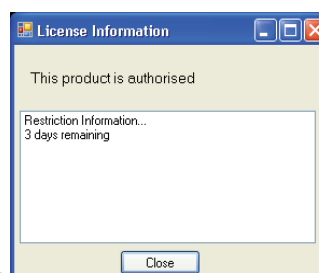 License Information
This product is authorised
Restriction Information...
3 days remaining
Close